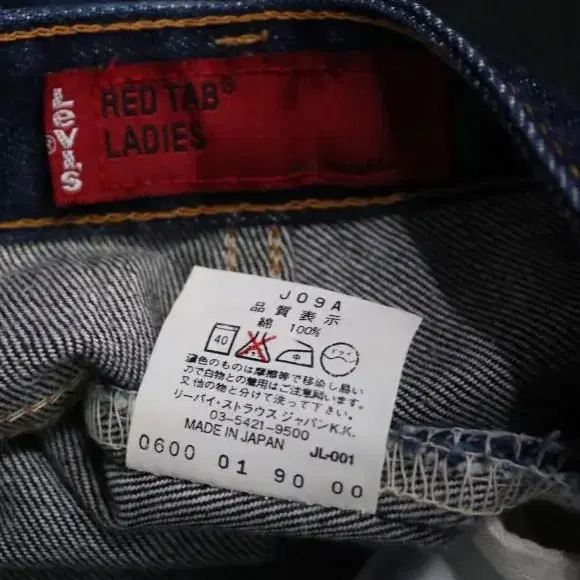 Levi's®
RED TAB®
LADIES
J09A
品質表示
綿 100%
40 中 ドライ
濃色のものは摩擦等で移染し易い
ので白物との着用はご注意願います。
又他の物と分けて洗って下さい。
リーバイ・ストラウス ジャパンK.K.
03-5421-9500
MADE IN JAPAN JL-001
0600 01 90 00